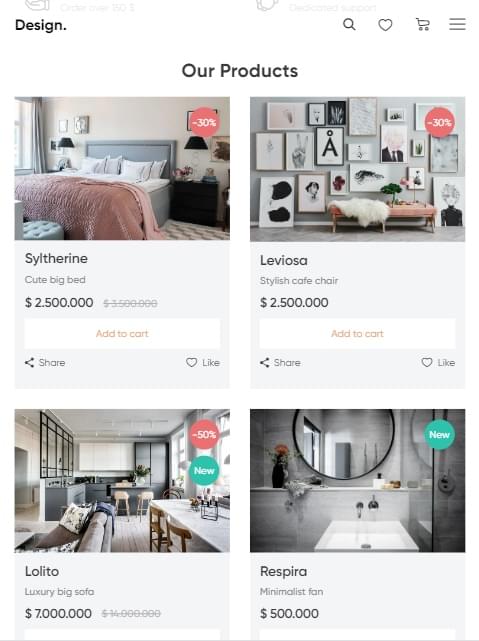 Order over 150 $
Dedicated support
Design.
Our Products
-30%
-30%
Å
Syltherine
Cute big bed
$ 2.500.000 $ 3.500.000
Add to cart
Share
Like
Leviosa
Stylish cafe chair
$ 2.500.000
Add to cart
Share
Like
-50%
New
New
Lolito
Luxury big sofa
$ 7.000.000 $ 14.000.000
Respira
Minimalist fan
$ 500.000